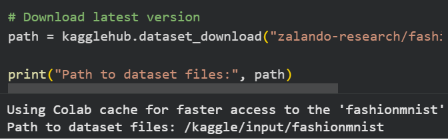 # Download latest version
path = kagglehub.dataset_download("zalando-research/fashi
print("Path to dataset files:", path)
Using Colab cache for faster access to the 'fashionmnist'
Path to dataset files: /kaggle/input/fashionmnist